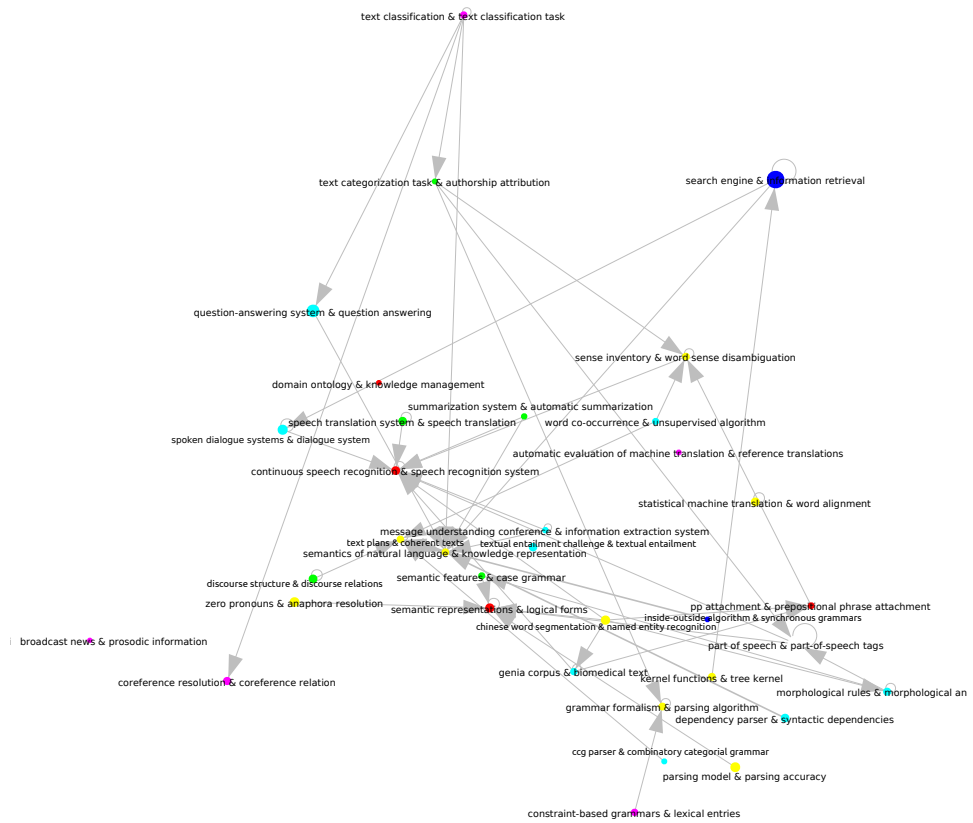 text classification & text classification task
text categorization task & authorship attribution
search engine & information retrieval
question-answering system & question answering
sense inventory & word sense disambiguation
domain ontology & knowledge management
summarization system & automatic summarization
speech translation system & speech translation
word co-occurrence & unsupervised algorithm
spoken dialogue systems & dialogue system
automatic evaluation of machine translation & reference translations
continuous speech recognition & speech recognition system
statistical machine translation & word alignment
message understanding conference & information extraction system
text plans & coherent texts
textual entailment challenge & textual entailment
semantics of natural language & knowledge representation
semantic features & case grammar
discourse structure & discourse relations
zero pronouns & anaphora resolution
semantic representations & logical forms
pp attachment & prepositional phrase attachment
inside-outside algorithm & synchronous grammars
chinese word segmentation & named entity recognition
broadcast news & prosodic information
part of speech & part-of-speech tags
genia corpus & biomedical text
kernel functions & tree kernel
coreference resolution & coreference relation
morphological rules & morphological an
grammar formalism & parsing algorithm
dependency parser & syntactic dependencies
ccg parser & combinatory categorial grammar
parsing model & parsing accuracy
constraint-based grammars & lexical entries